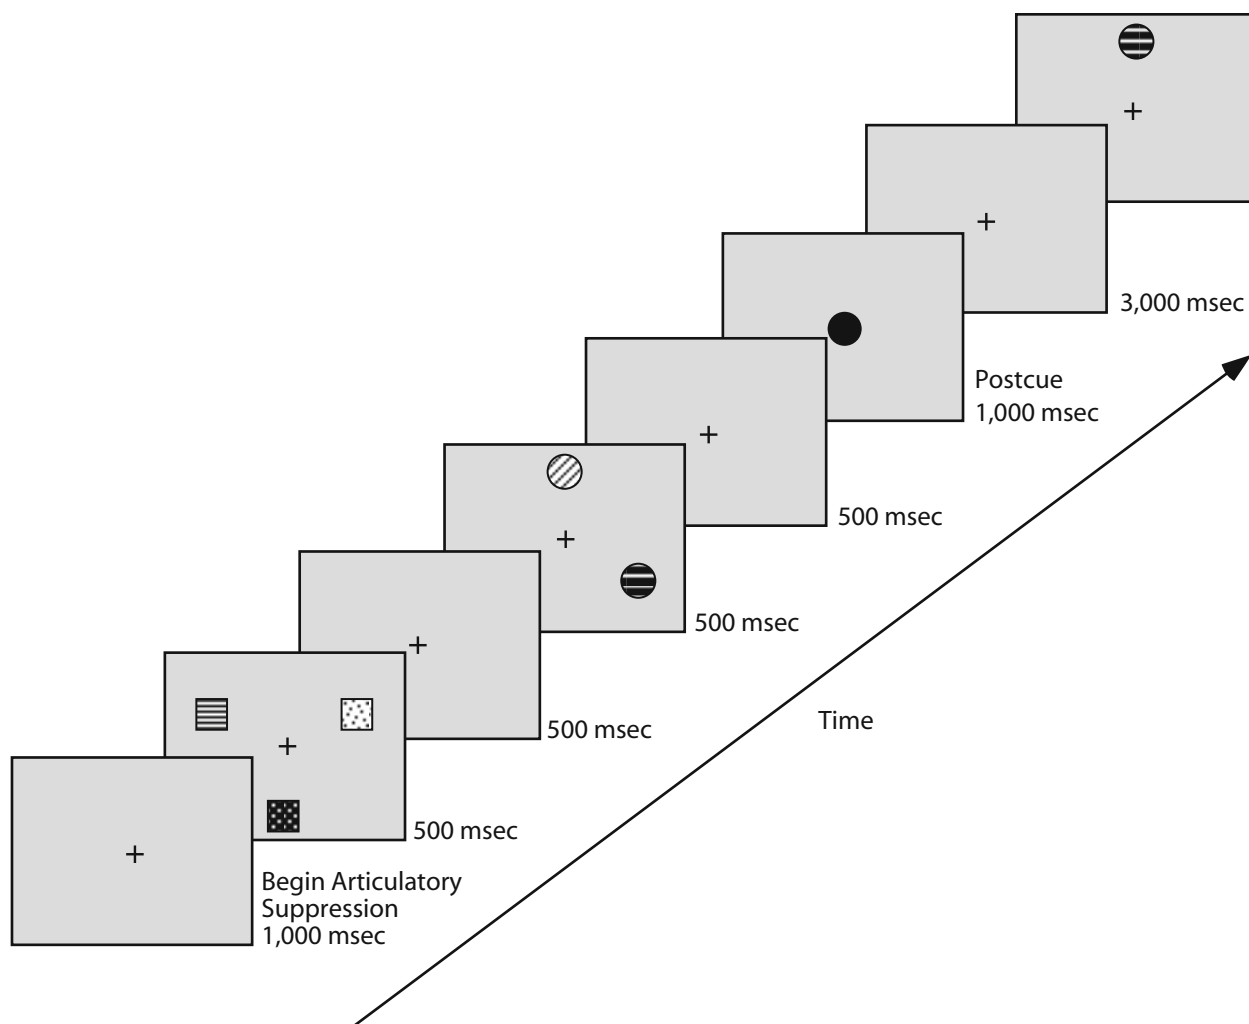 3,000 msec
Postcue
1,000 msec
500 msec
500 msec
500 msec
Time
500 msec
Begin Articulatory
Suppression
1,000 msec